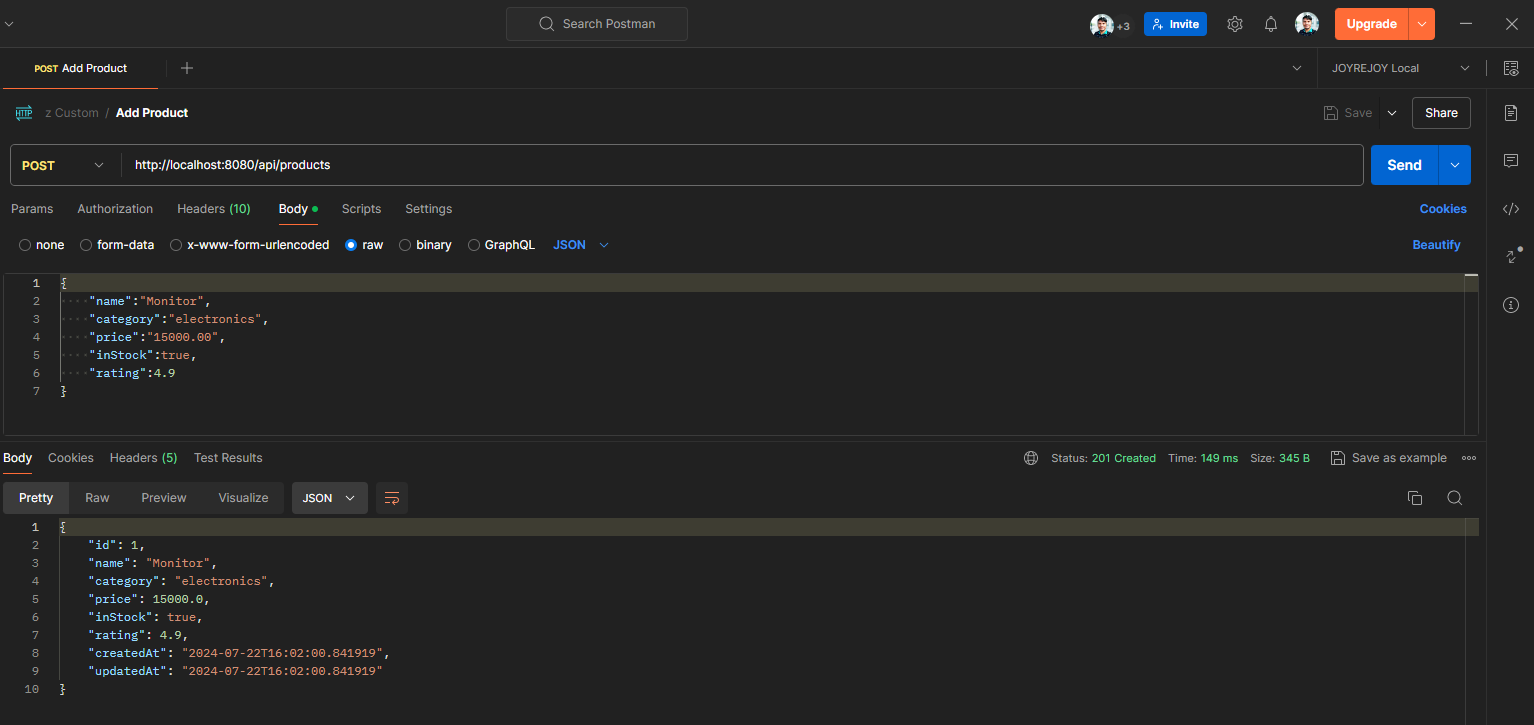 Search Postman +3 Invite Upgrade
POST Add Product JOYREJOY Local
HTTP z Custom / Add Product Save Share
POST http://localhost:8080/api/products Send
Params Authorization Headers (10) Body Scripts Settings Cookies
none form-data x-www-form-urlencoded raw binary GraphQL JSON Beautify
1 {
2 "name":"Monitor",
3 "category":"electronics",
4 "price":"15000.00",
5 "inStock":true,
6 "rating":4.9
7 }
Body Cookies Headers (5) Test Results Status: 201 Created Time: 149 ms Size: 345 B Save as example
Pretty Raw Preview Visualize JSON
1 {
2 "id": 1,
3 "name": "Monitor",
4 "category": "electronics",
5 "price": 15000.0,
6 "inStock": true,
7 "rating": 4.9,
8 "createdAt": "2024-07-22T16:02:00.841919",
9 "updatedAt": "2024-07-22T16:02:00.841919"
10 }